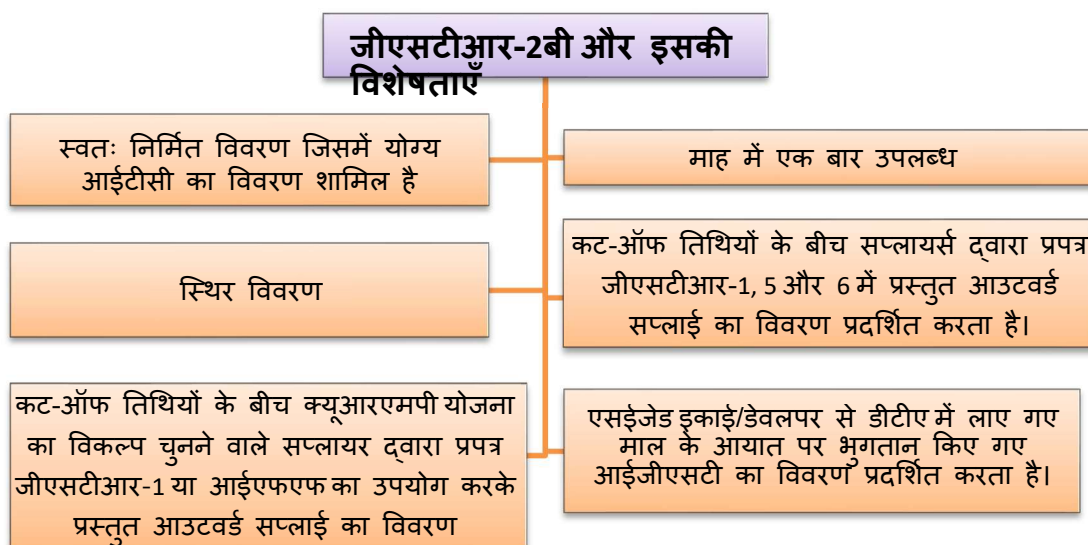 जीएसटीआर-2बी और इसकी
विशेषताएँ
स्वतः निर्मित विवरण जिसमें योग्य
आईटीसी का विवरण शामिल है
माह में एक बार उपलब्ध
स्थिर विवरण
कट-ऑफ तिथियों के बीच सप्लायर्स द्वारा प्रपत्र
जीएसटीआर-1, 5 और 6 में प्रस्तुत आउटवर्ड
सप्लाई का विवरण प्रदर्शित करता है।
कट-ऑफ तिथियों के बीच क्यूआरएमपी योजना
का विकल्प चुनने वाले सप्लायर द्वारा प्रपत्र
जीएसटीआर-1 या आईएफएफ का उपयोग करके
प्रस्तुत आउटवर्ड सप्लाई का विवरण
एसईजेड इकाई/डेवलपर से डीटीए में लाए गए
माल के आयात पर भुगतान किए गए
आईजीएसटी का विवरण प्रदर्शित करता है।